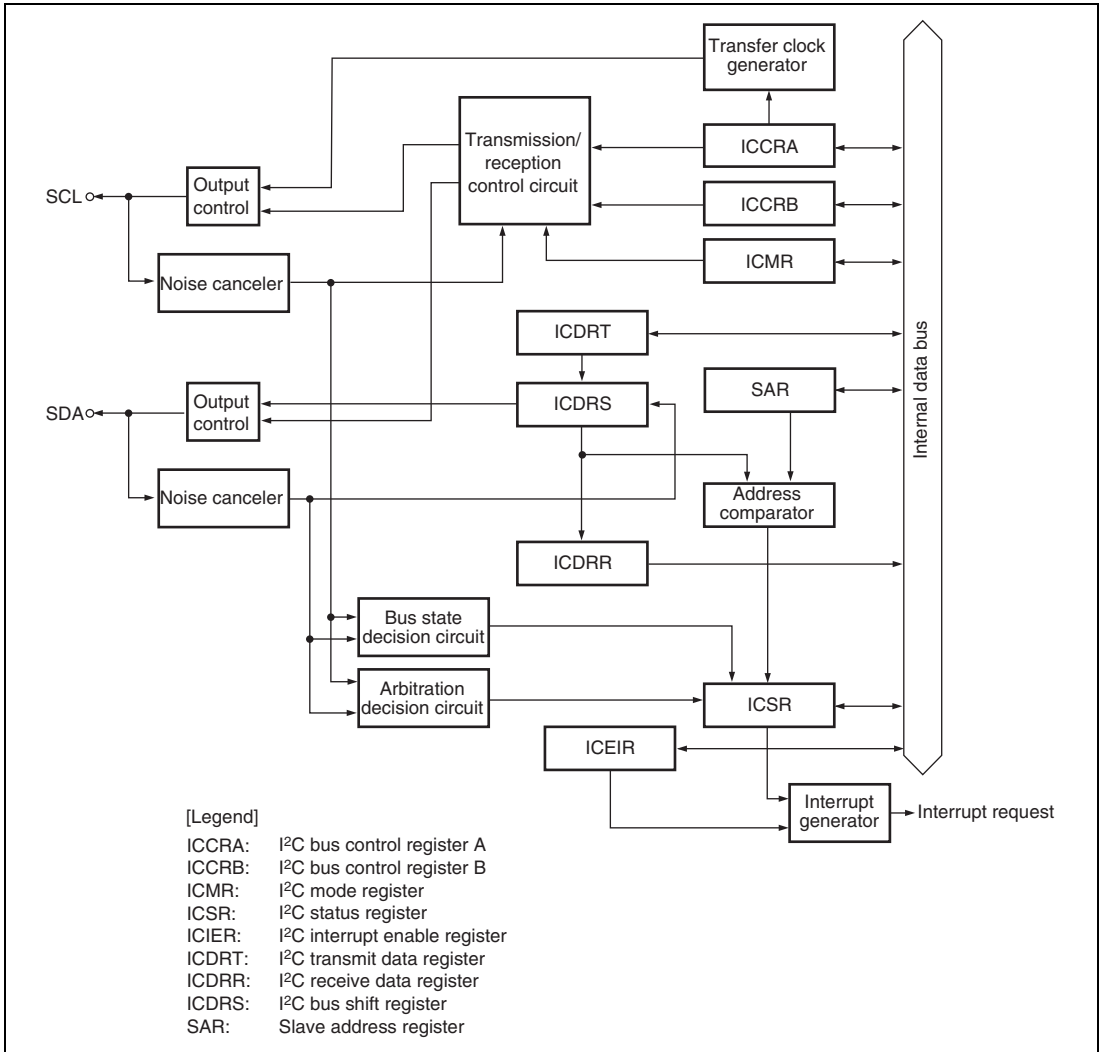 Transfer clock
generator
Transmission/
reception
control circuit
ICCRA
SCL
Output
control
ICCRB
ICMR
Noise canceler
ICDRT
Internal data bus
SAR
SDA
Output
control
ICDRS
Noise canceler
Address
comparator
ICDRR
Bus state
decision circuit
Arbitration
decision circuit
ICSR
ICEIR
Interrupt
generator
Interrupt request
[Legend]
ICCRA: I²C bus control register A
ICCRB: I²C bus control register B
ICMR: I²C mode register
ICSR: I²C status register
ICIER: I²C interrupt enable register
ICDRT: I²C transmit data register
ICDRR: I²C receive data register
ICDRS: I²C bus shift register
SAR: Slave address register